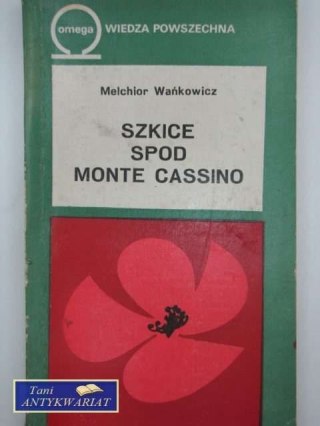 omega WIEDZA POWSZECHNA
Melchior Wańkowicz
SZKICE
SPOD
MONTE CASSINO
Tani
ANTYKWARIAT